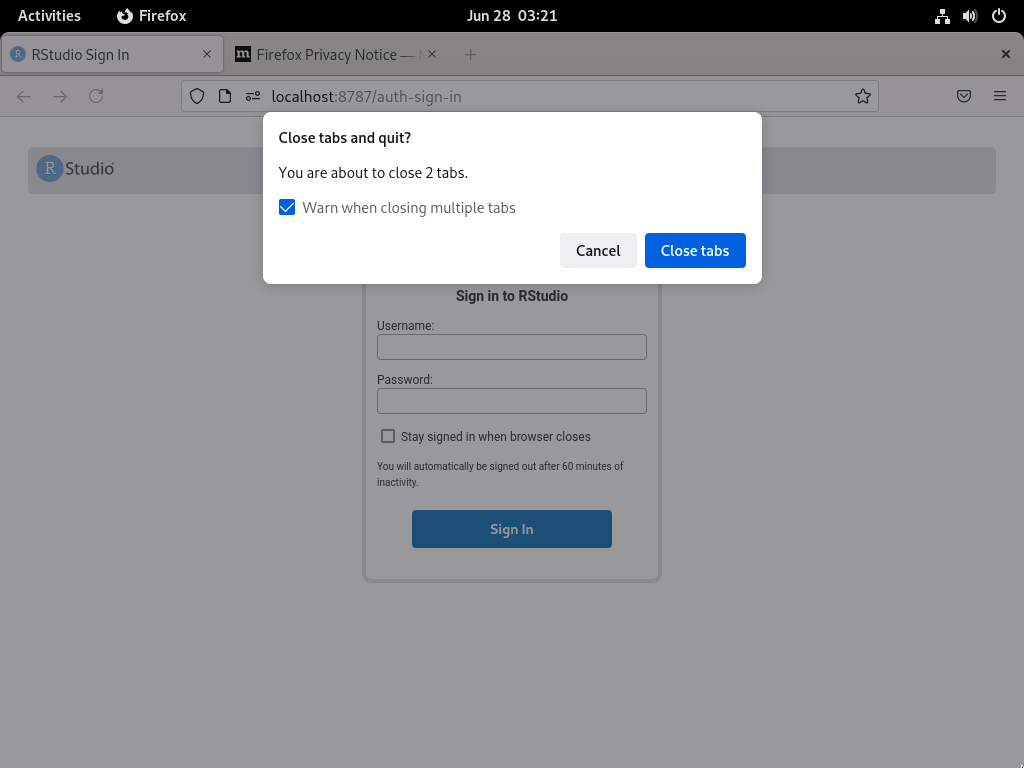 Activities
Firefox
Jun 28 03:21
RStudio Sign In
Firefox Privacy Notice —
localhost:8787/auth-sign-in
Close tabs and quit?
You are about to close 2 tabs.
Warn when closing multiple tabs
Cancel
Close tabs
R Studio
Sign in to RStudio
Username:
Password:
Stay signed in when browser closes
You will automatically be signed out after 60 minutes of
inactivity.
Sign In